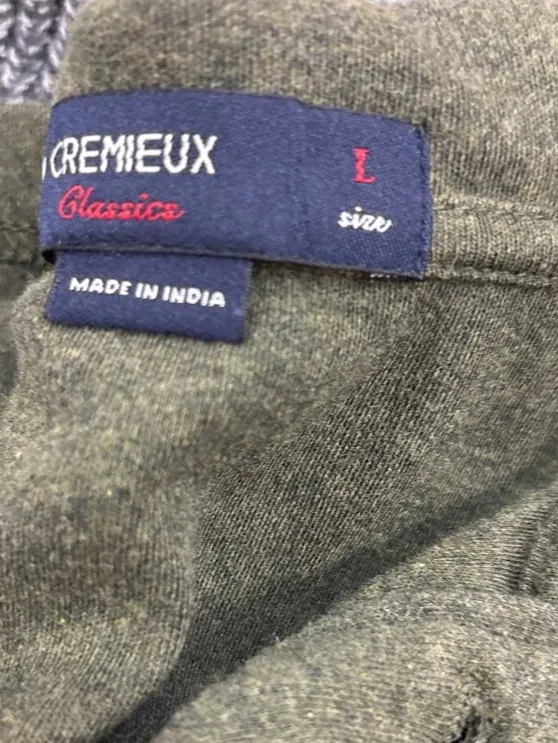 CREMIEUX
Classics
L
size
MADE IN INDIA